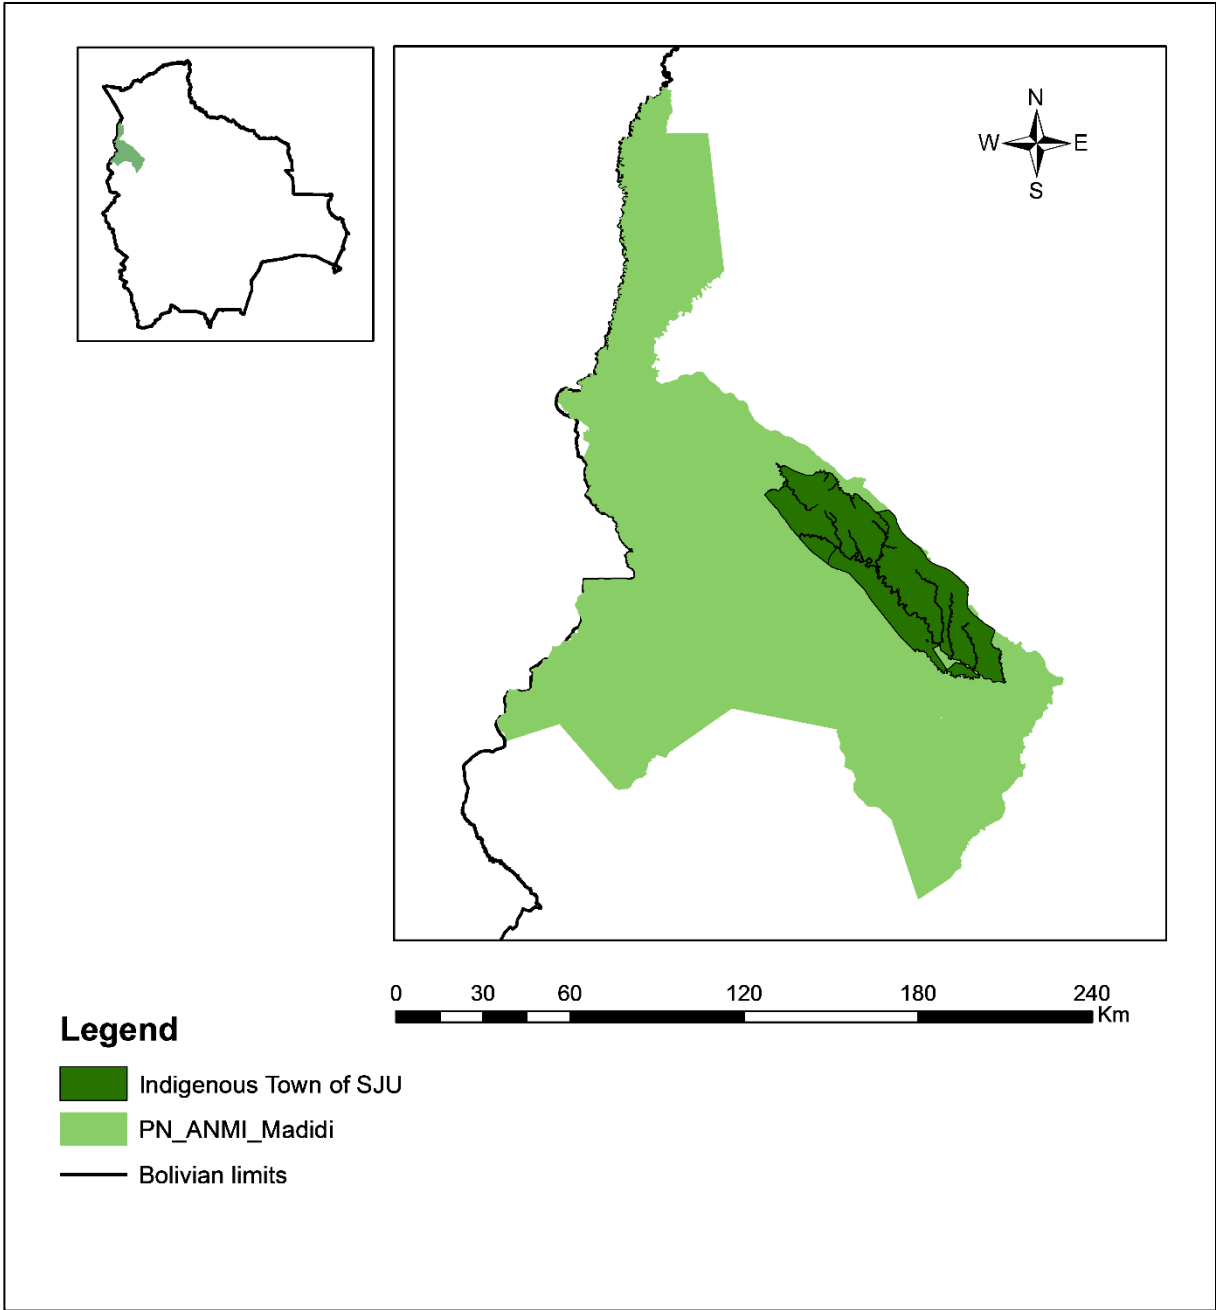 N
W E
S
0 30 60 120 180 240
Km
Legend
Indigenous Town of SJU
PN_ANMI_Madidi
Bolivian limits